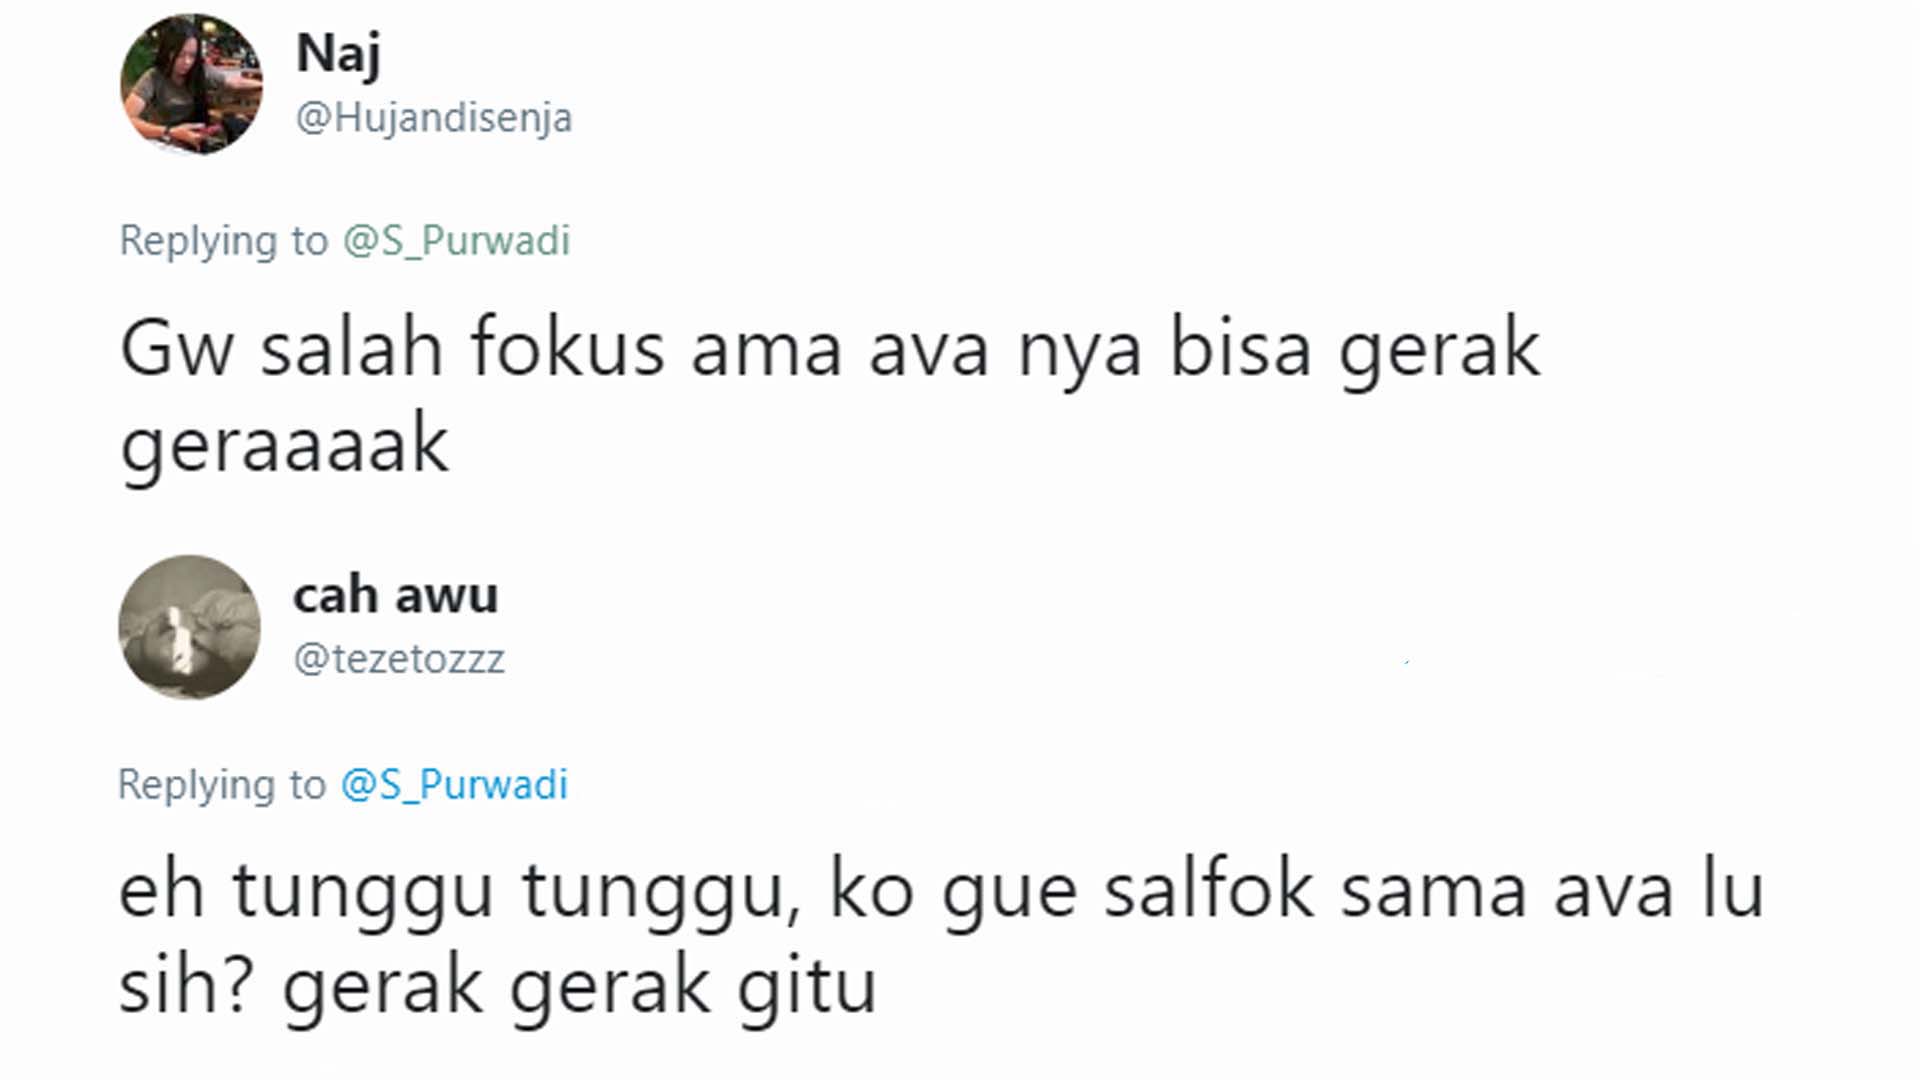 Naj
@Hujandisenja
Replying to @S_Purwadi
Gw salah fokus ama ava nya bisa gerak
geraaaak
cah awu
@tezetozzz
Replying to @S_Purwadi
eh tunggu tunggu, ko gue salfok sama ava lu
sih? gerak gerak gitu